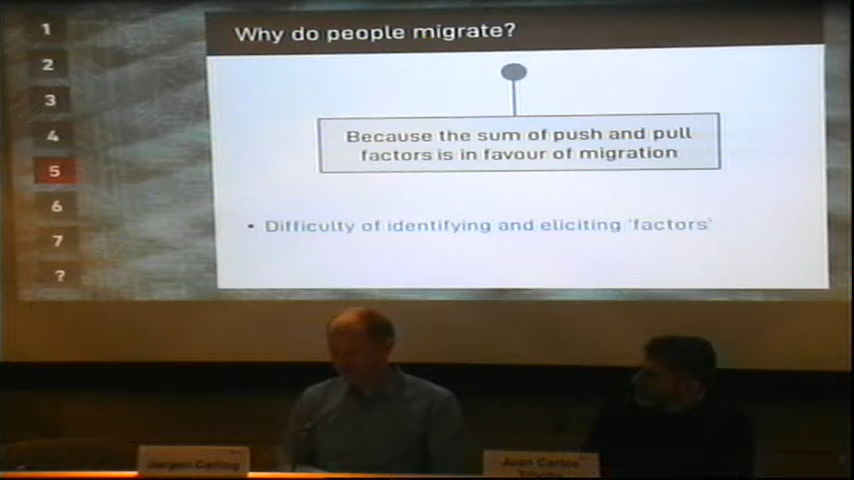 1
2
3
4
5
6
7
?
Why do people migrate?
Because the sum of push and pull
factors is in favour of migration
• Difficulty of identifying and eliciting 'factors'
Jørgen Carling
Juan Carlos